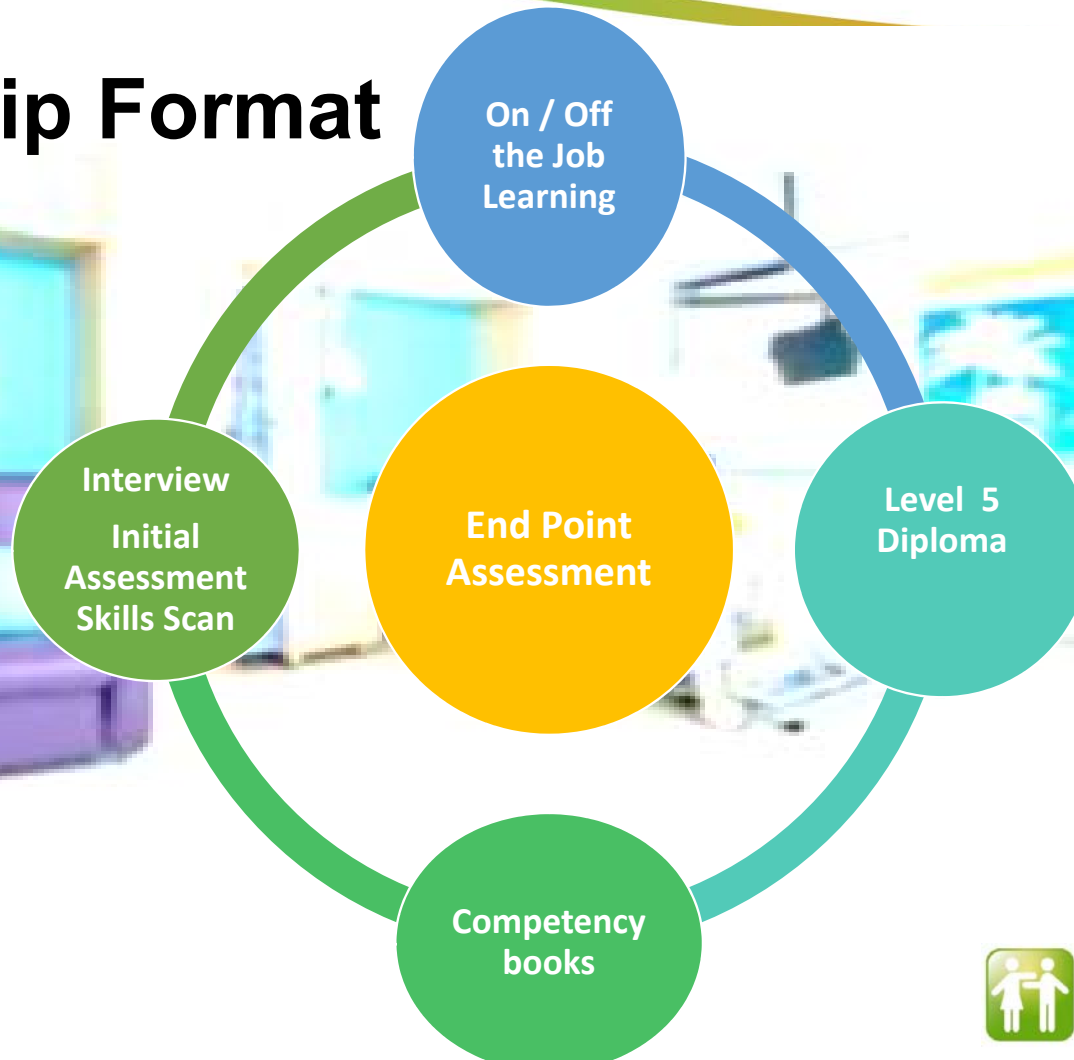 ip Format
On / Off
the Job
Learning
Interview
Initial
Assessment
Skills Scan
End Point
Assessment
Level 5
Diploma
Competency
books